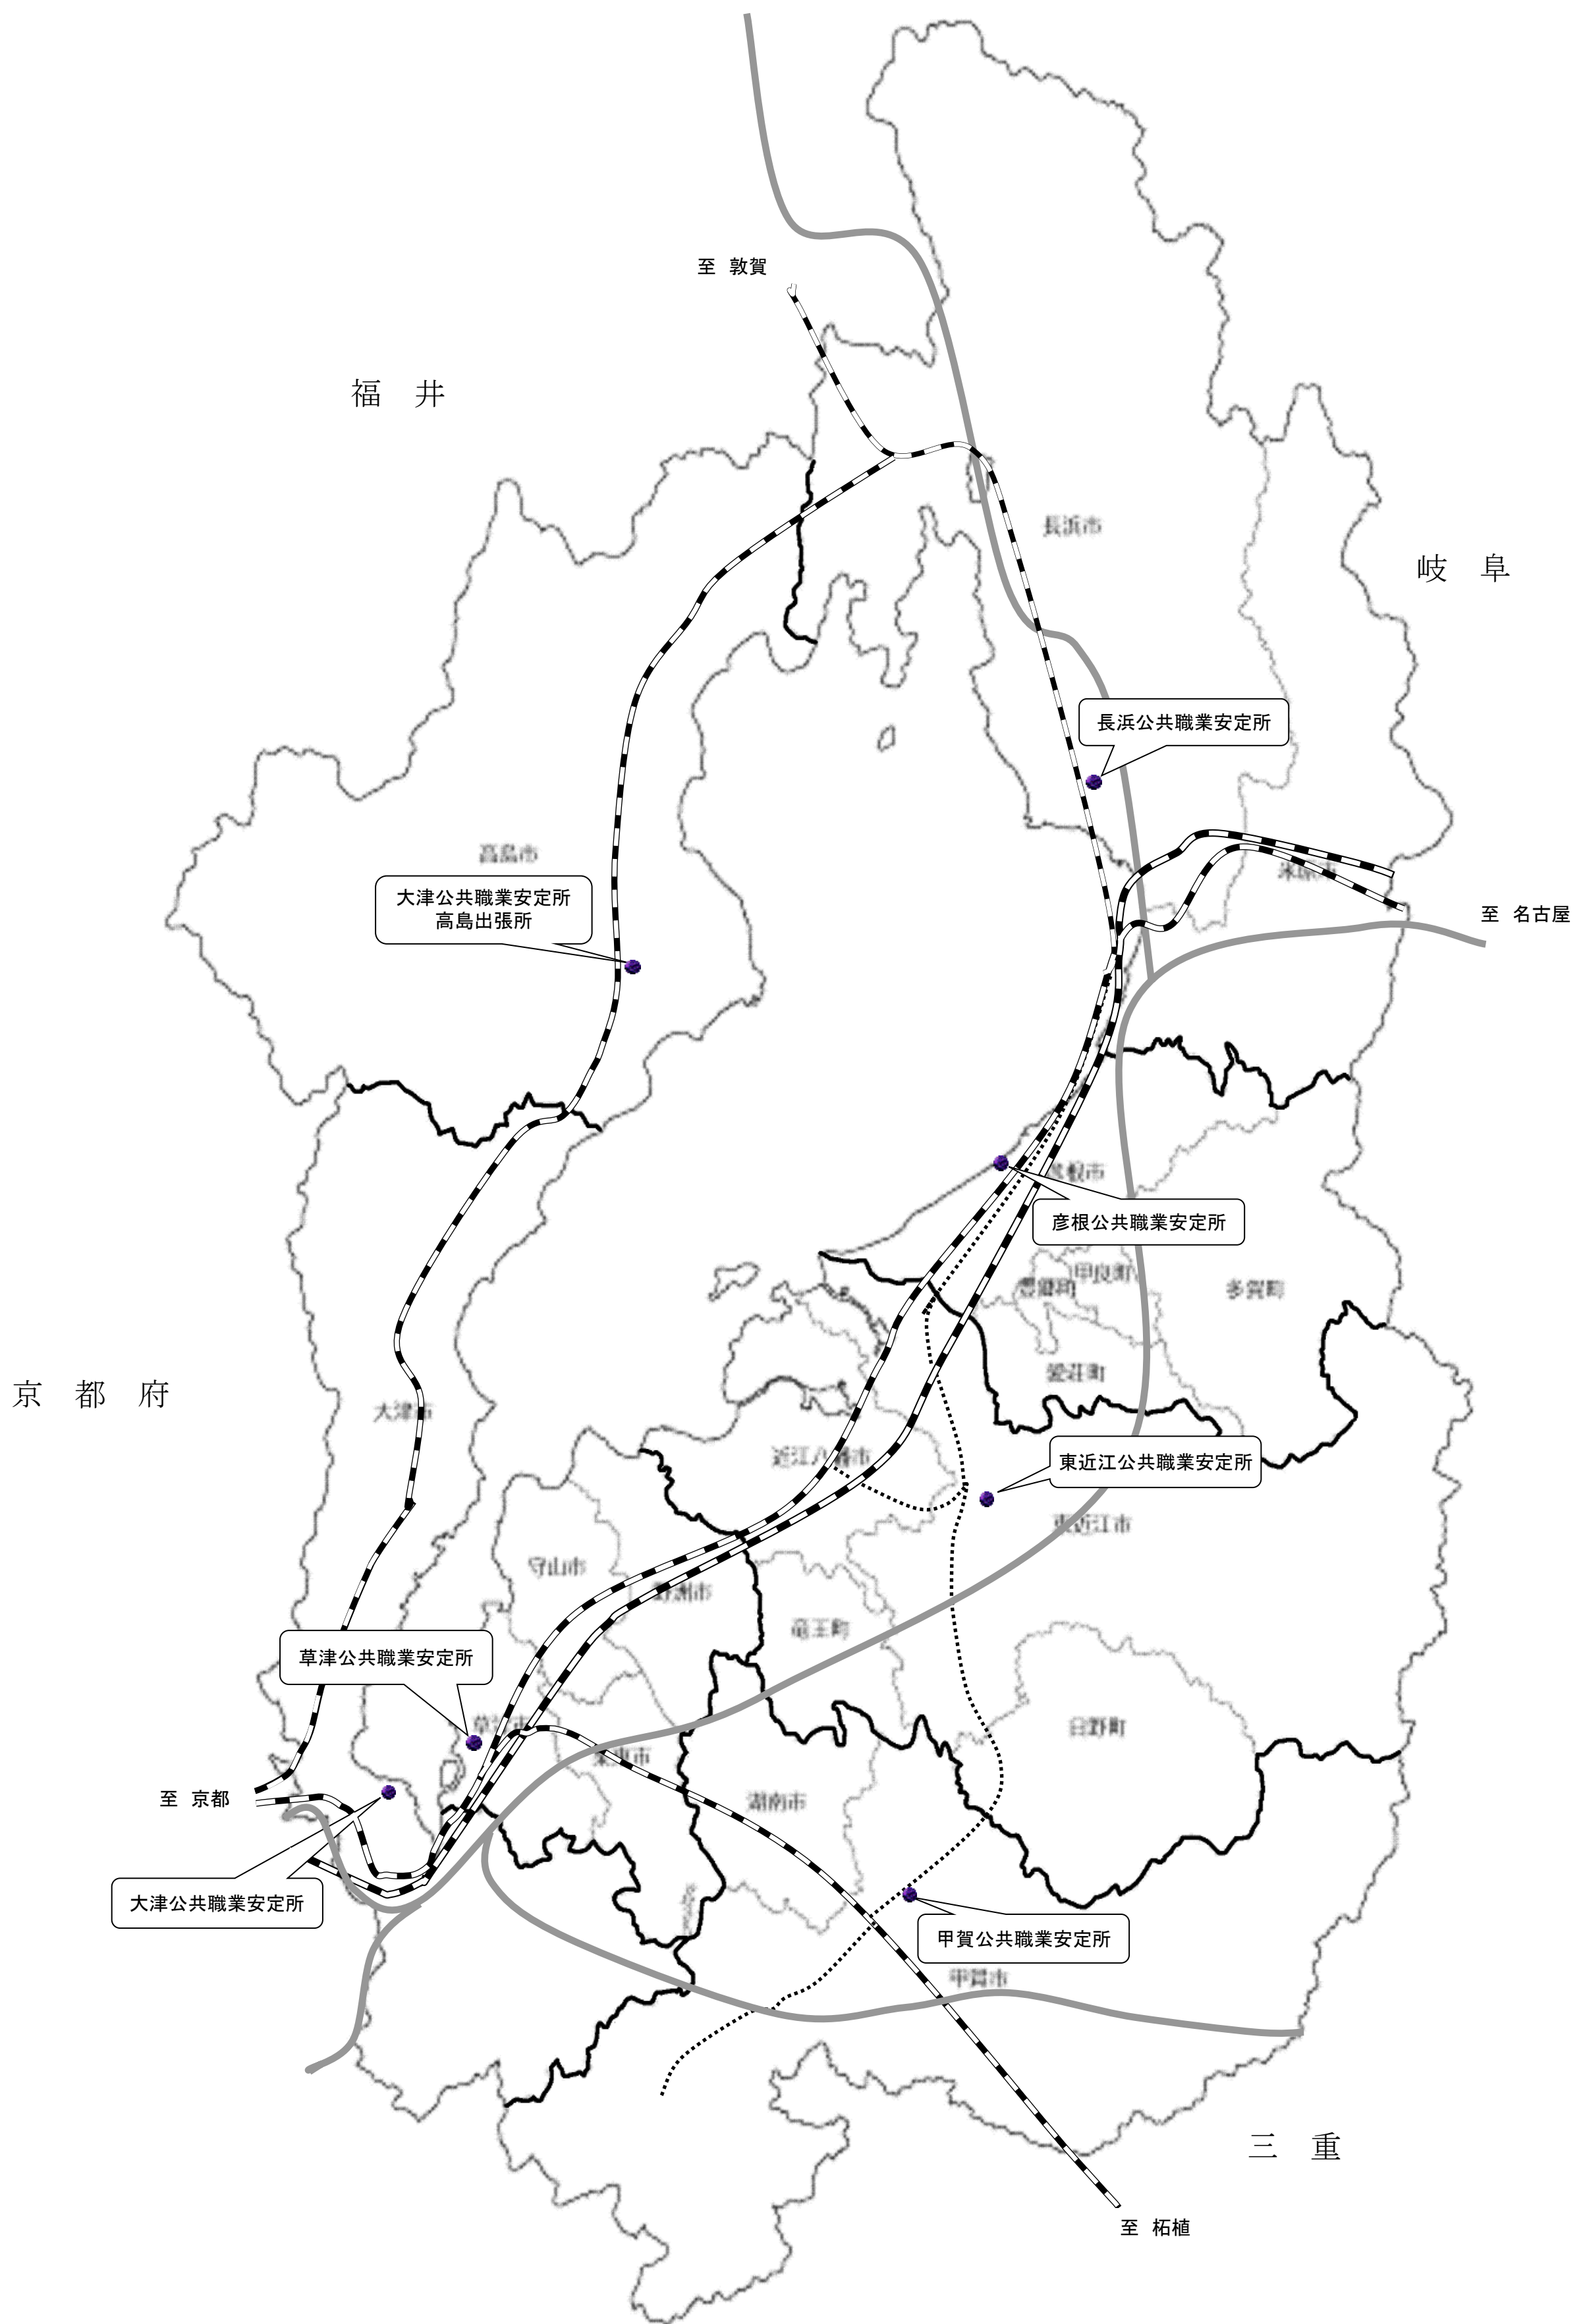 至 敦賀
福 井
長浜市
岐 阜
長浜公共職業安定所
高島市
米原市
大津公共職業安定所
高島出張所
至 名古屋
彦根市
彦根公共職業安定所
甲良町
豊郷町
多賀町
愛荘町
京 都 府
大津市
近江八幡市
東近江公共職業安定所
東近江市
守山市
野洲市
竜王町
草津公共職業安定所
草津市
日野町
栗東市
至 京都
湖南市
大津公共職業安定所
甲賀公共職業安定所
甲賀市
三 重
至 柘植